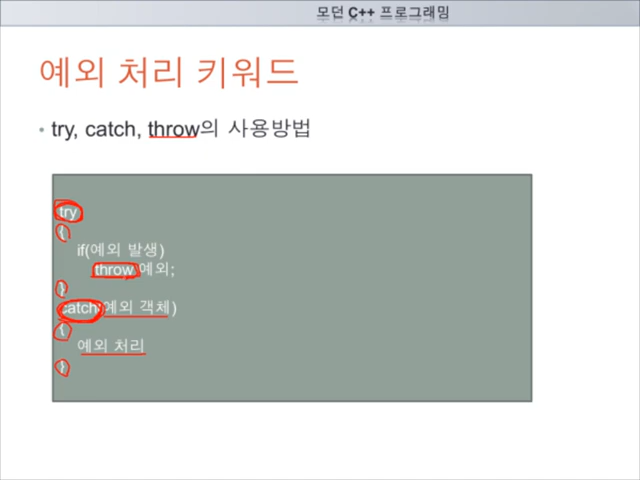 모던 C++ 프로그래밍
예외 처리 키워드
• try, catch, throw의 사용방법
try
{
if(예외 발생)
throw 예외;
}
catch(예외 객체)
{
예외 처리
}